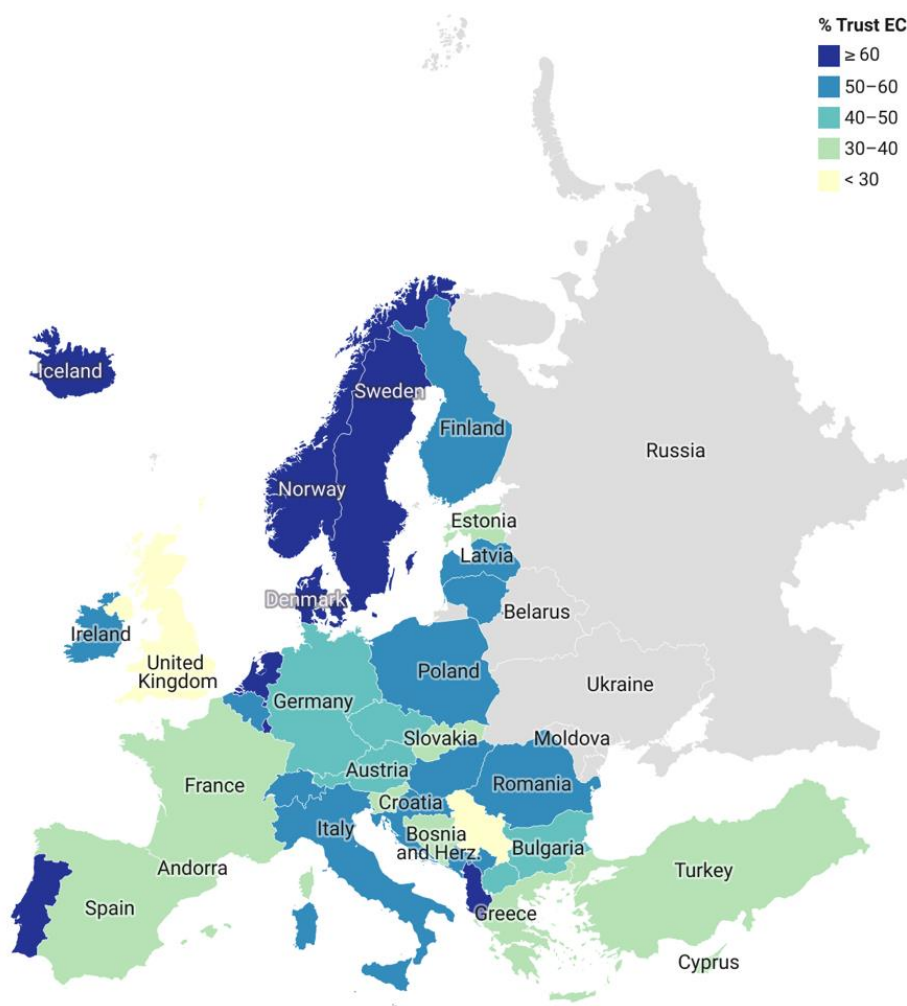 % Trust EC
≥ 60
50–60
40–50
30–40
< 30
Iceland
Sweden
Finland
Norway
Russia
Estonia
Latvia
Denmark
Belarus
Ireland
United
Kingdom
Poland
Germany
Ukraine
Slovakia
Moldova
Austria
France
Romania
Croatia
Italy
Bosnia
and Herz.
Bulgaria
Andorra
Turkey
Spain
Greece
Cyprus